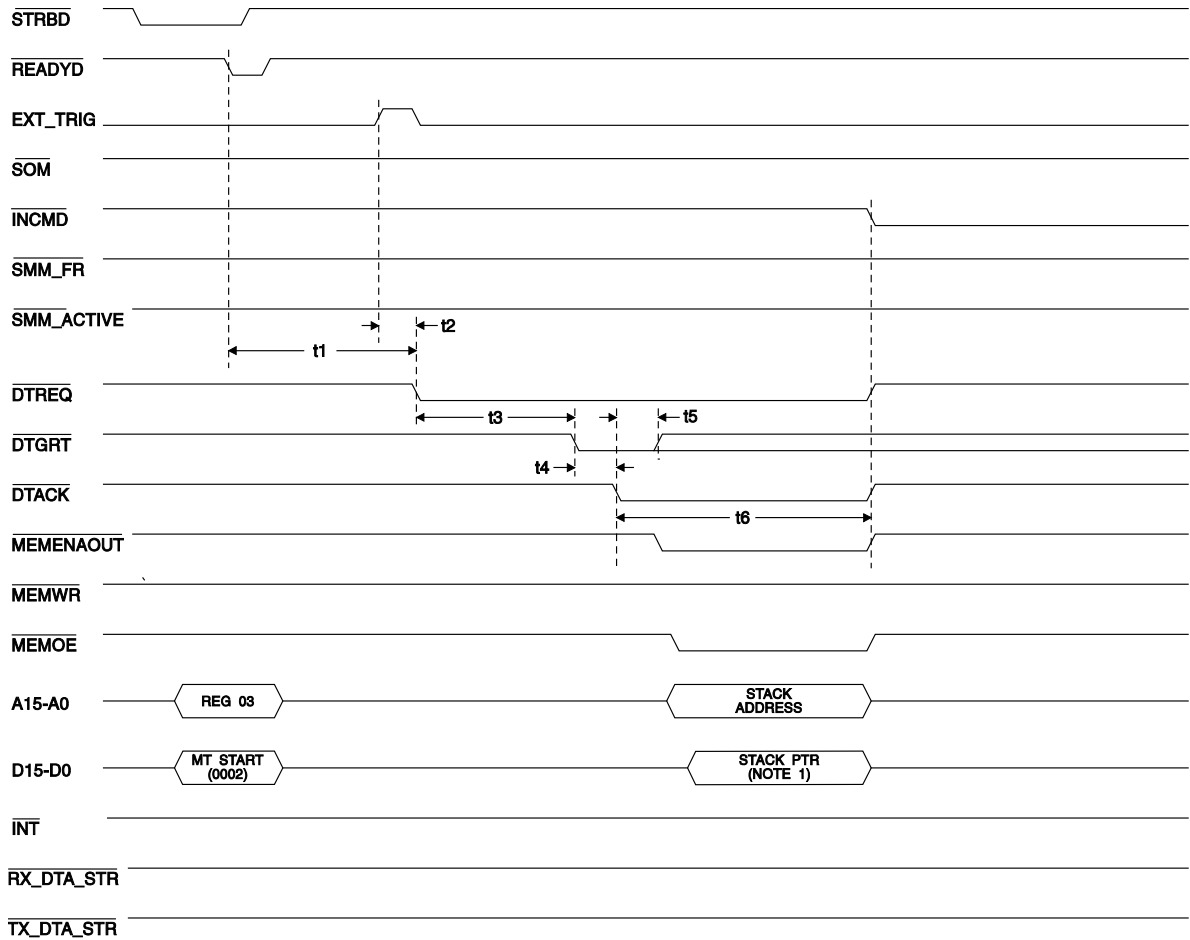 STRBD
READYD
EXT_TRIG
SOM
INCMD
SMM_FR
SMM_ACTIVE
t2
t1
DTREQ
t3
t5
DTGRT
t4
DTACK
t6
MEMENAOUT
MEMWR
MEMOE
A15-A0
REG 03
STACK
ADDRESS
D15-D0
MT START
(0002)
STACK PTR
(NOTE 1)
INT
RX_DTA_STR
TX_DTA_STR